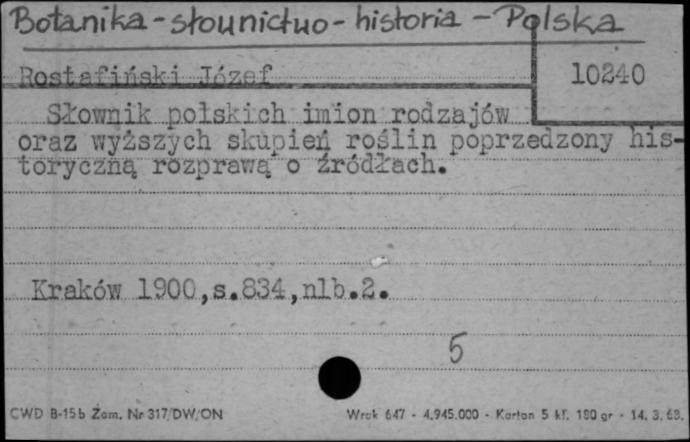 Botanika - słownictwo - historia - Polska
Rostafiński Józef
10240
Słownik polskich imion rodzajów
oraz wyższych skupień roślin poprzedzony his-
toryczną rozprawą o źródłach.
Kraków 1900,s.834,nlb.2.
5
CWD B-15b Zam. Nr 317/DW/ON
Wrck 647 - 4.945.000 - Karton 5 kl. 180 gr - 14. 3. 63.